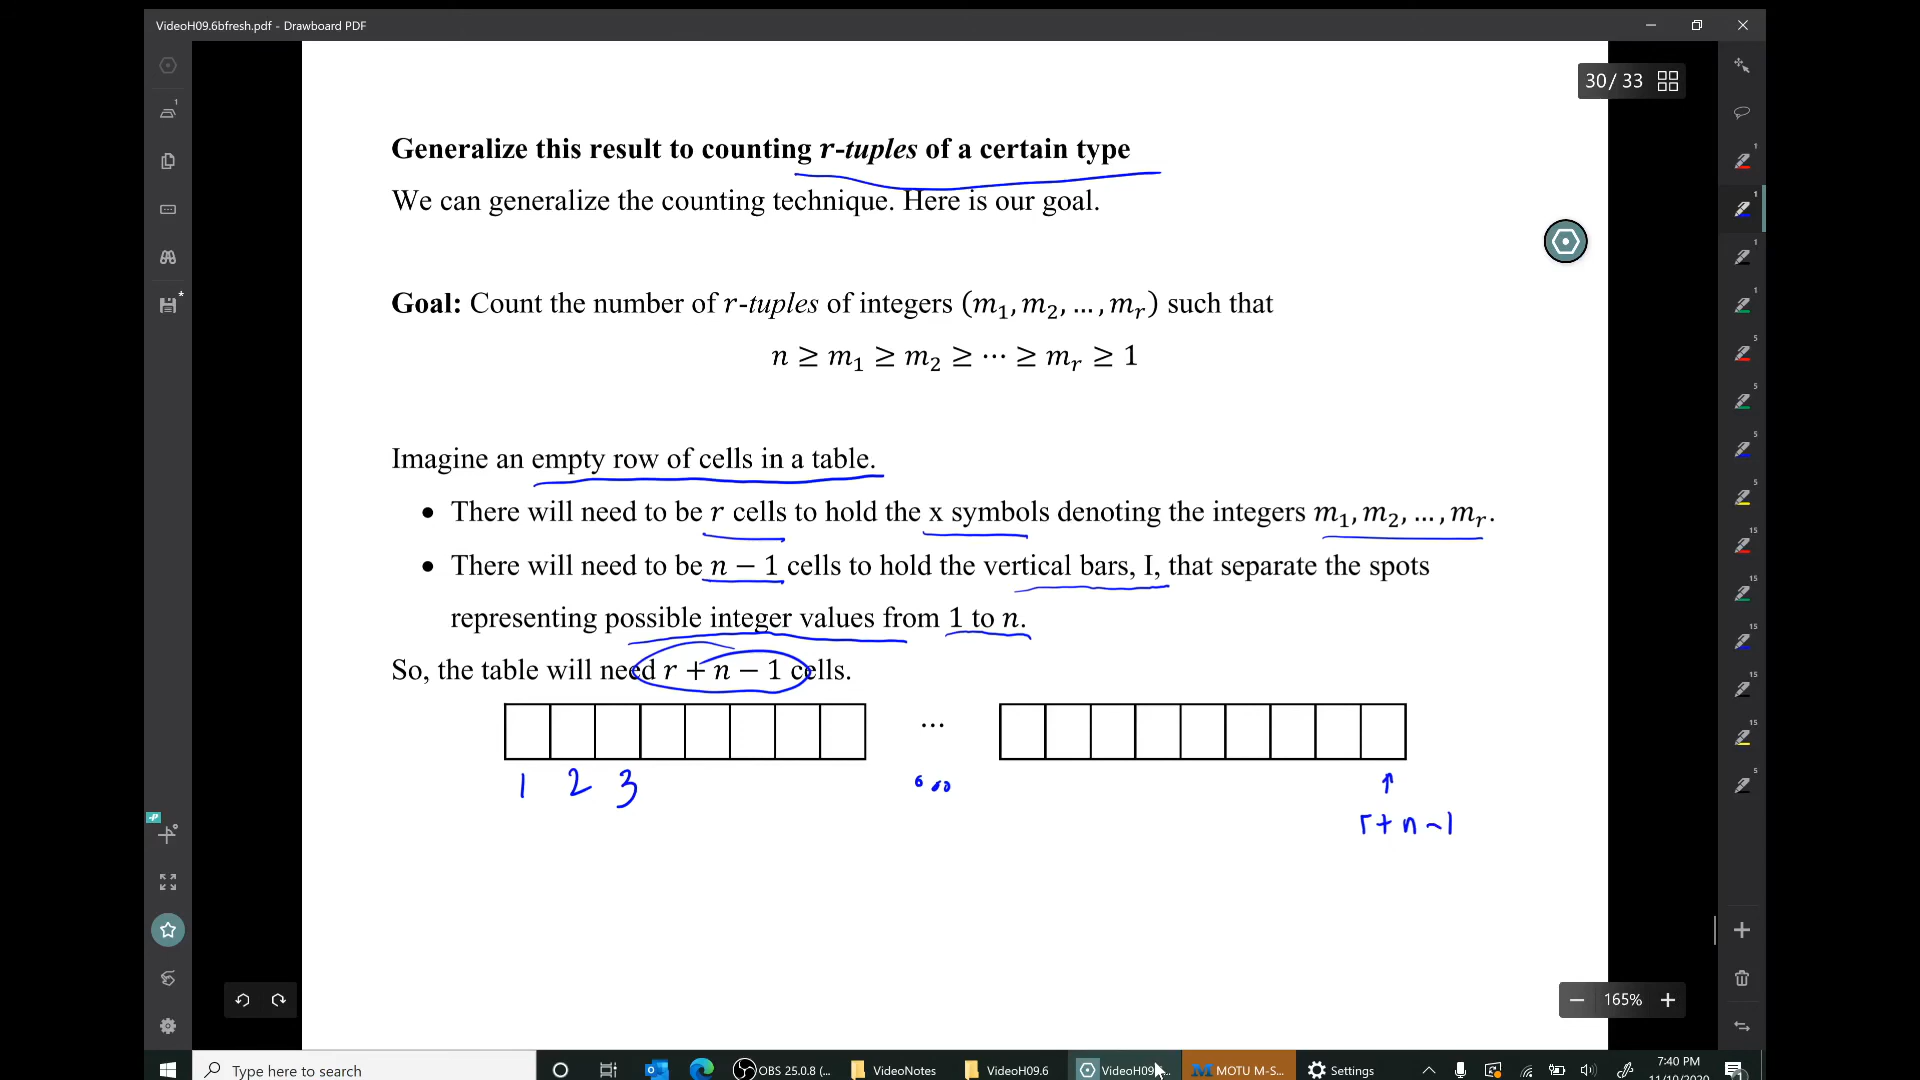 VideoH09.6bfresh.pdf - Drawboard PDF
30/ 33
Generalize this result to counting r-tuples of a certain type
We can generalize the counting technique. Here is our goal.
Goal: Count the number of r-tuples of integers (m₁, m₂, …, mᵣ) such that
n ≥ m₁ ≥ m₂ ≥ ⋯ ≥ mᵣ ≥ 1
Imagine an empty row of cells in a table.
• There will need to be r cells to hold the x symbols denoting the integers m₁, m₂, …, mᵣ.
• There will need to be n − 1 cells to hold the vertical bars, I, that separate the spots
representing possible integer values from 1 to n.
So, the table will need r + n − 1 cells.
…
1 2 3 ...
r + n - 1
165%
Type here to search
OBS 25.0.8 (...
VideoNotes
VideoH09.6
VideoH09...
MOTU M-S...
Settings
7:40 PM
11/10/2020